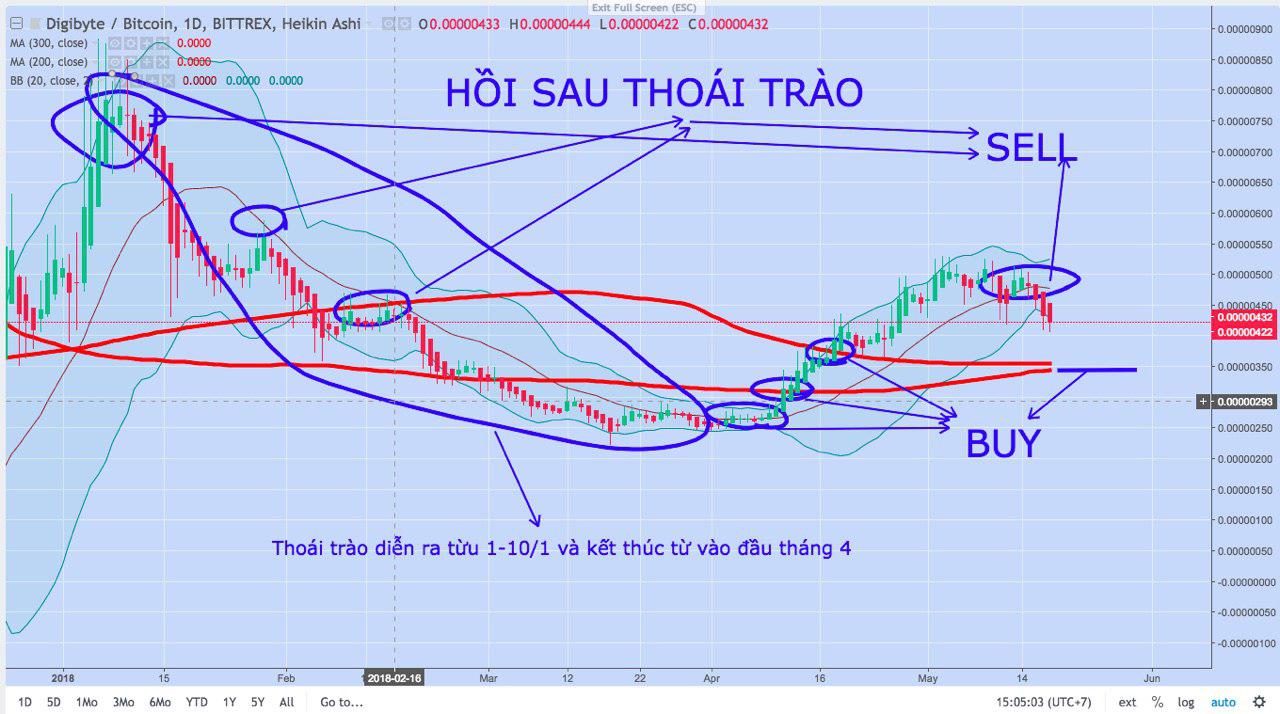 Exit Full Screen (ESC)
Digibyte / Bitcoin, 1D, BITTREX, Heikin Ashi O0.00000433 H0.00000444 L0.00000422 C0.00000432
MA (300, close) 0.0000
MA (200, close) 0.0000
BB (20, close, 2) 0.0000 0.0000 0.0000
HỒI SAU THOÁI TRÀO
SELL
BUY
Thoái trào diễn ra từu 1-10/1 và kết thúc từ vào đầu tháng 4
0.00000900
0.00000850
0.00000800
0.00000750
0.00000700
0.00000650
0.00000600
0.00000550
0.00000500
0.00000450
0.00000432
0.00000422
0.00000350
0.00000293
0.00000250
0.00000200
0.00000150
0.00000100
0.00000050
-0.00000000
-0.00000050
-0.00000100
2018 15 Feb 2018-02-16 Mar 12 22 Apr 16 May 14 Jun
1D 5D 1Mo 3Mo 6Mo YTD 1Y 5Y All Go to... 15:05:03 (UTC+7) ext % log auto